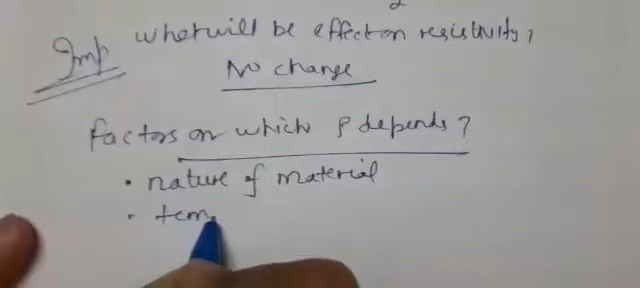 Imp what will be effect on resistivity,
No change
Factors on which ρ depends?
• nature of material
• tem